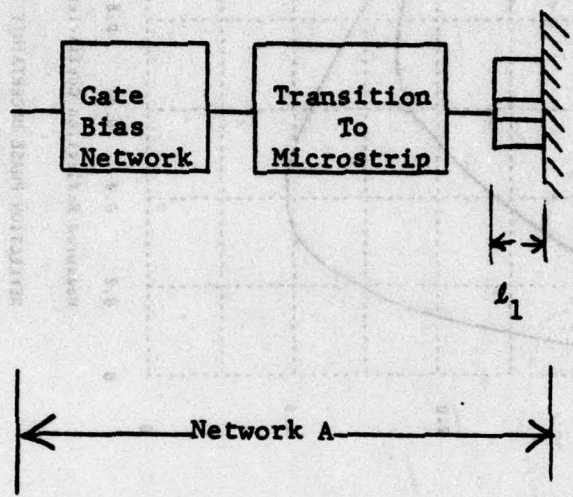 Gate
Bias
Network
Transition
To
Microstrip
ℓ1
Network A